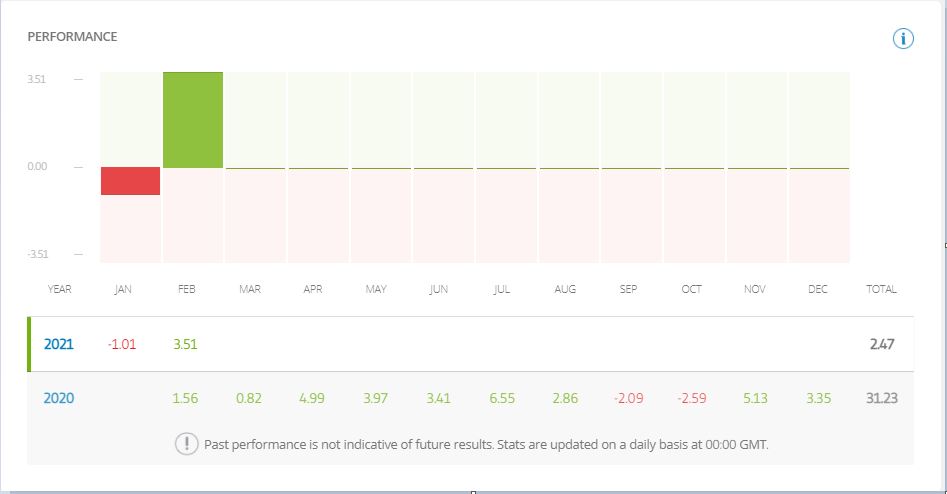 PERFORMANCE
i
3.51
0.00
-3.51
YEAR JAN FEB MAR APR MAY JUN JUL AUG SEP OCT NOV DEC TOTAL
2021 -1.01 3.51 2.47
2020 1.56 0.82 4.99 3.97 3.41 6.55 2.86 -2.09 -2.59 5.13 3.35 31.23
! Past performance is not indicative of future results. Stats are updated on a daily basis at 00:00 GMT.